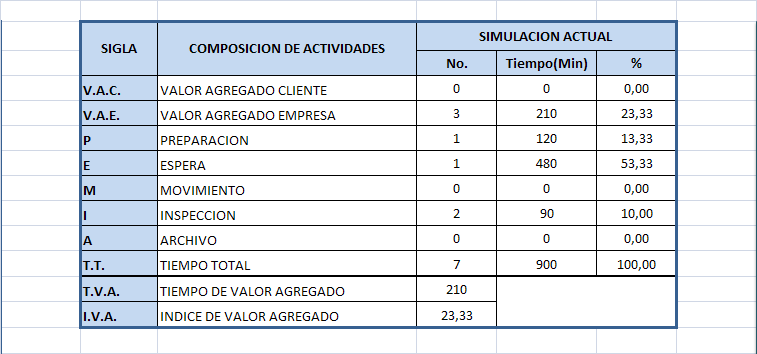 SIGLA COMPOSICION DE ACTIVIDADES SIMULACION ACTUAL
No. Tiempo(Min) %
V.A.C. VALOR AGREGADO CLIENTE 0 0 0,00
V.A.E. VALOR AGREGADO EMPRESA 3 210 23,33
P PREPARACION 1 120 13,33
E ESPERA 1 480 53,33
M MOVIMIENTO 0 0 0,00
I INSPECCION 2 90 10,00
A ARCHIVO 0 0 0,00
T.T. TIEMPO TOTAL 7 900 100,00
T.V.A. TIEMPO DE VALOR AGREGADO 210
I.V.A. INDICE DE VALOR AGREGADO 23,33